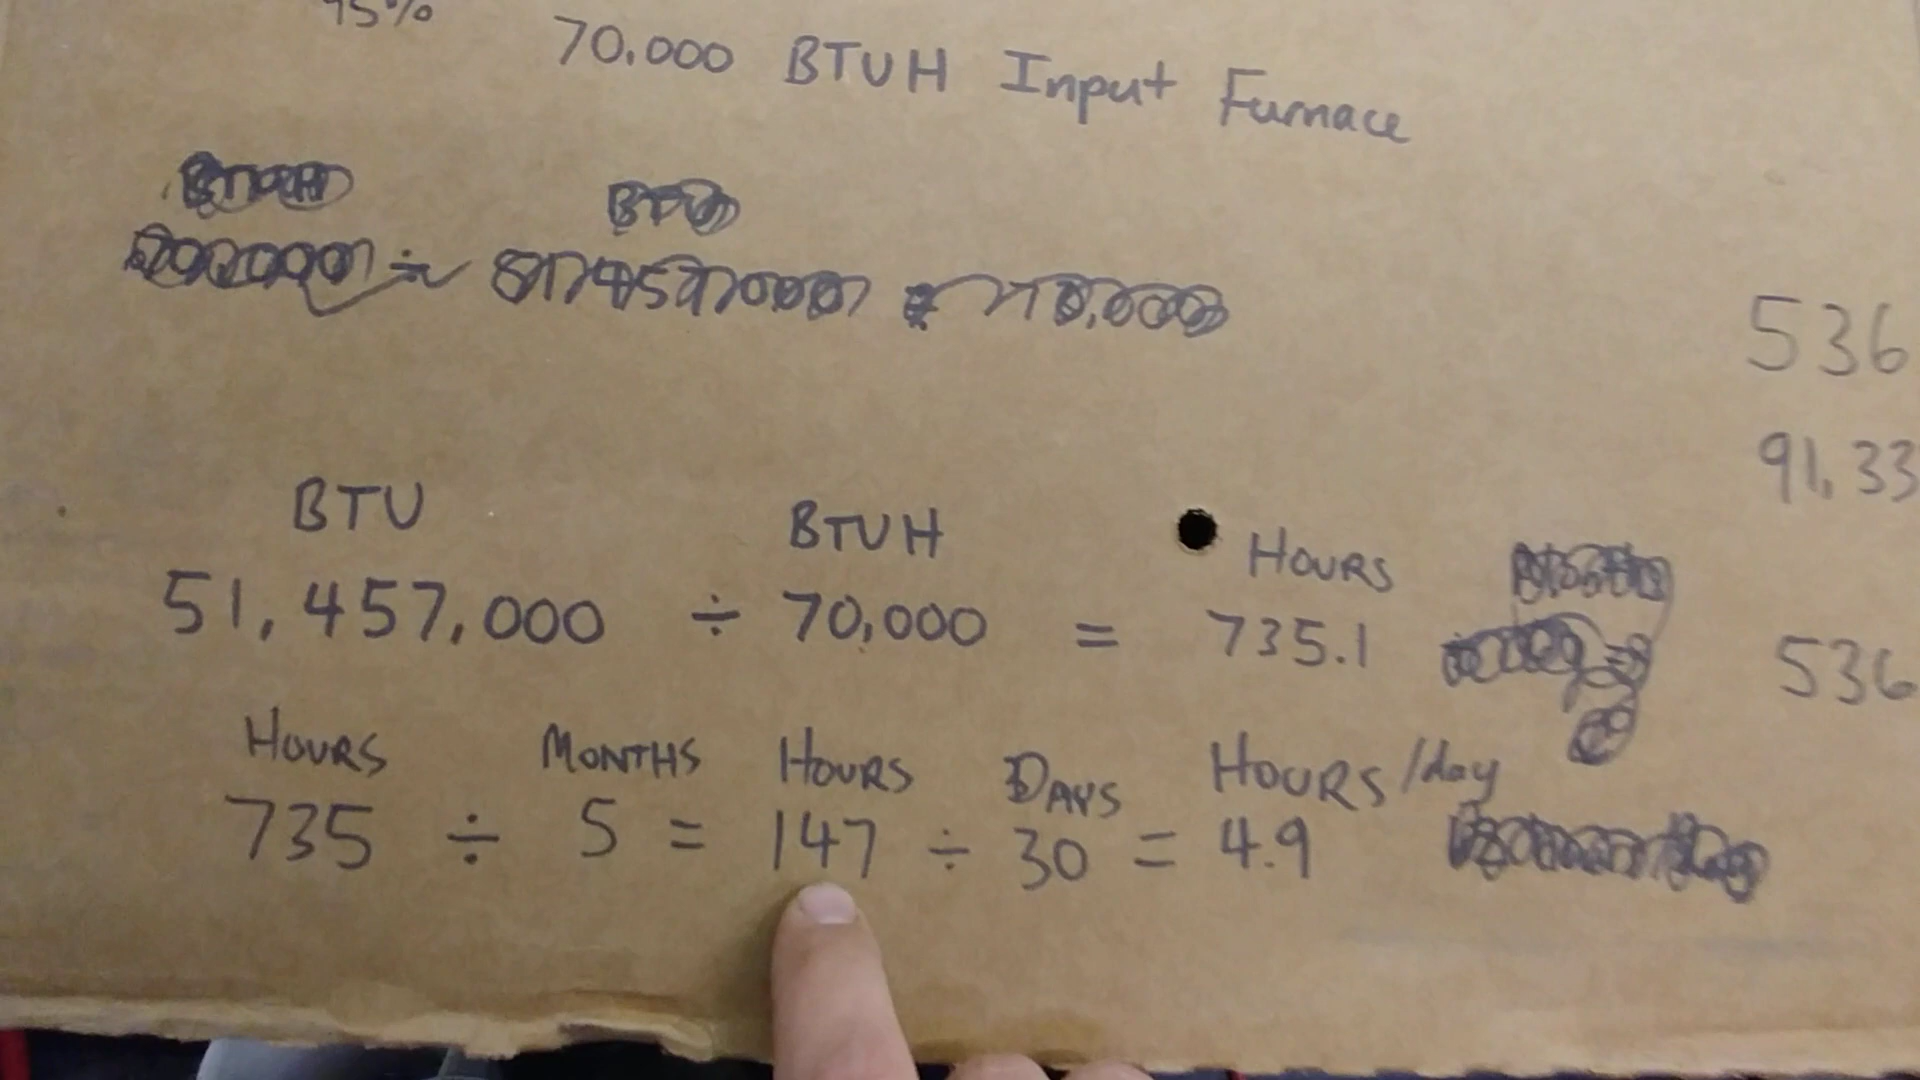 95%
70,000 BTUH Input Furnace
536
91.33
BTU BTUH HOURS
51,457,000 ÷ 70,000 = 735.1
536
HOURS MONTHS HOURS DAYS HOURS/day
735 ÷ 5 = 147 ÷ 30 = 4.9